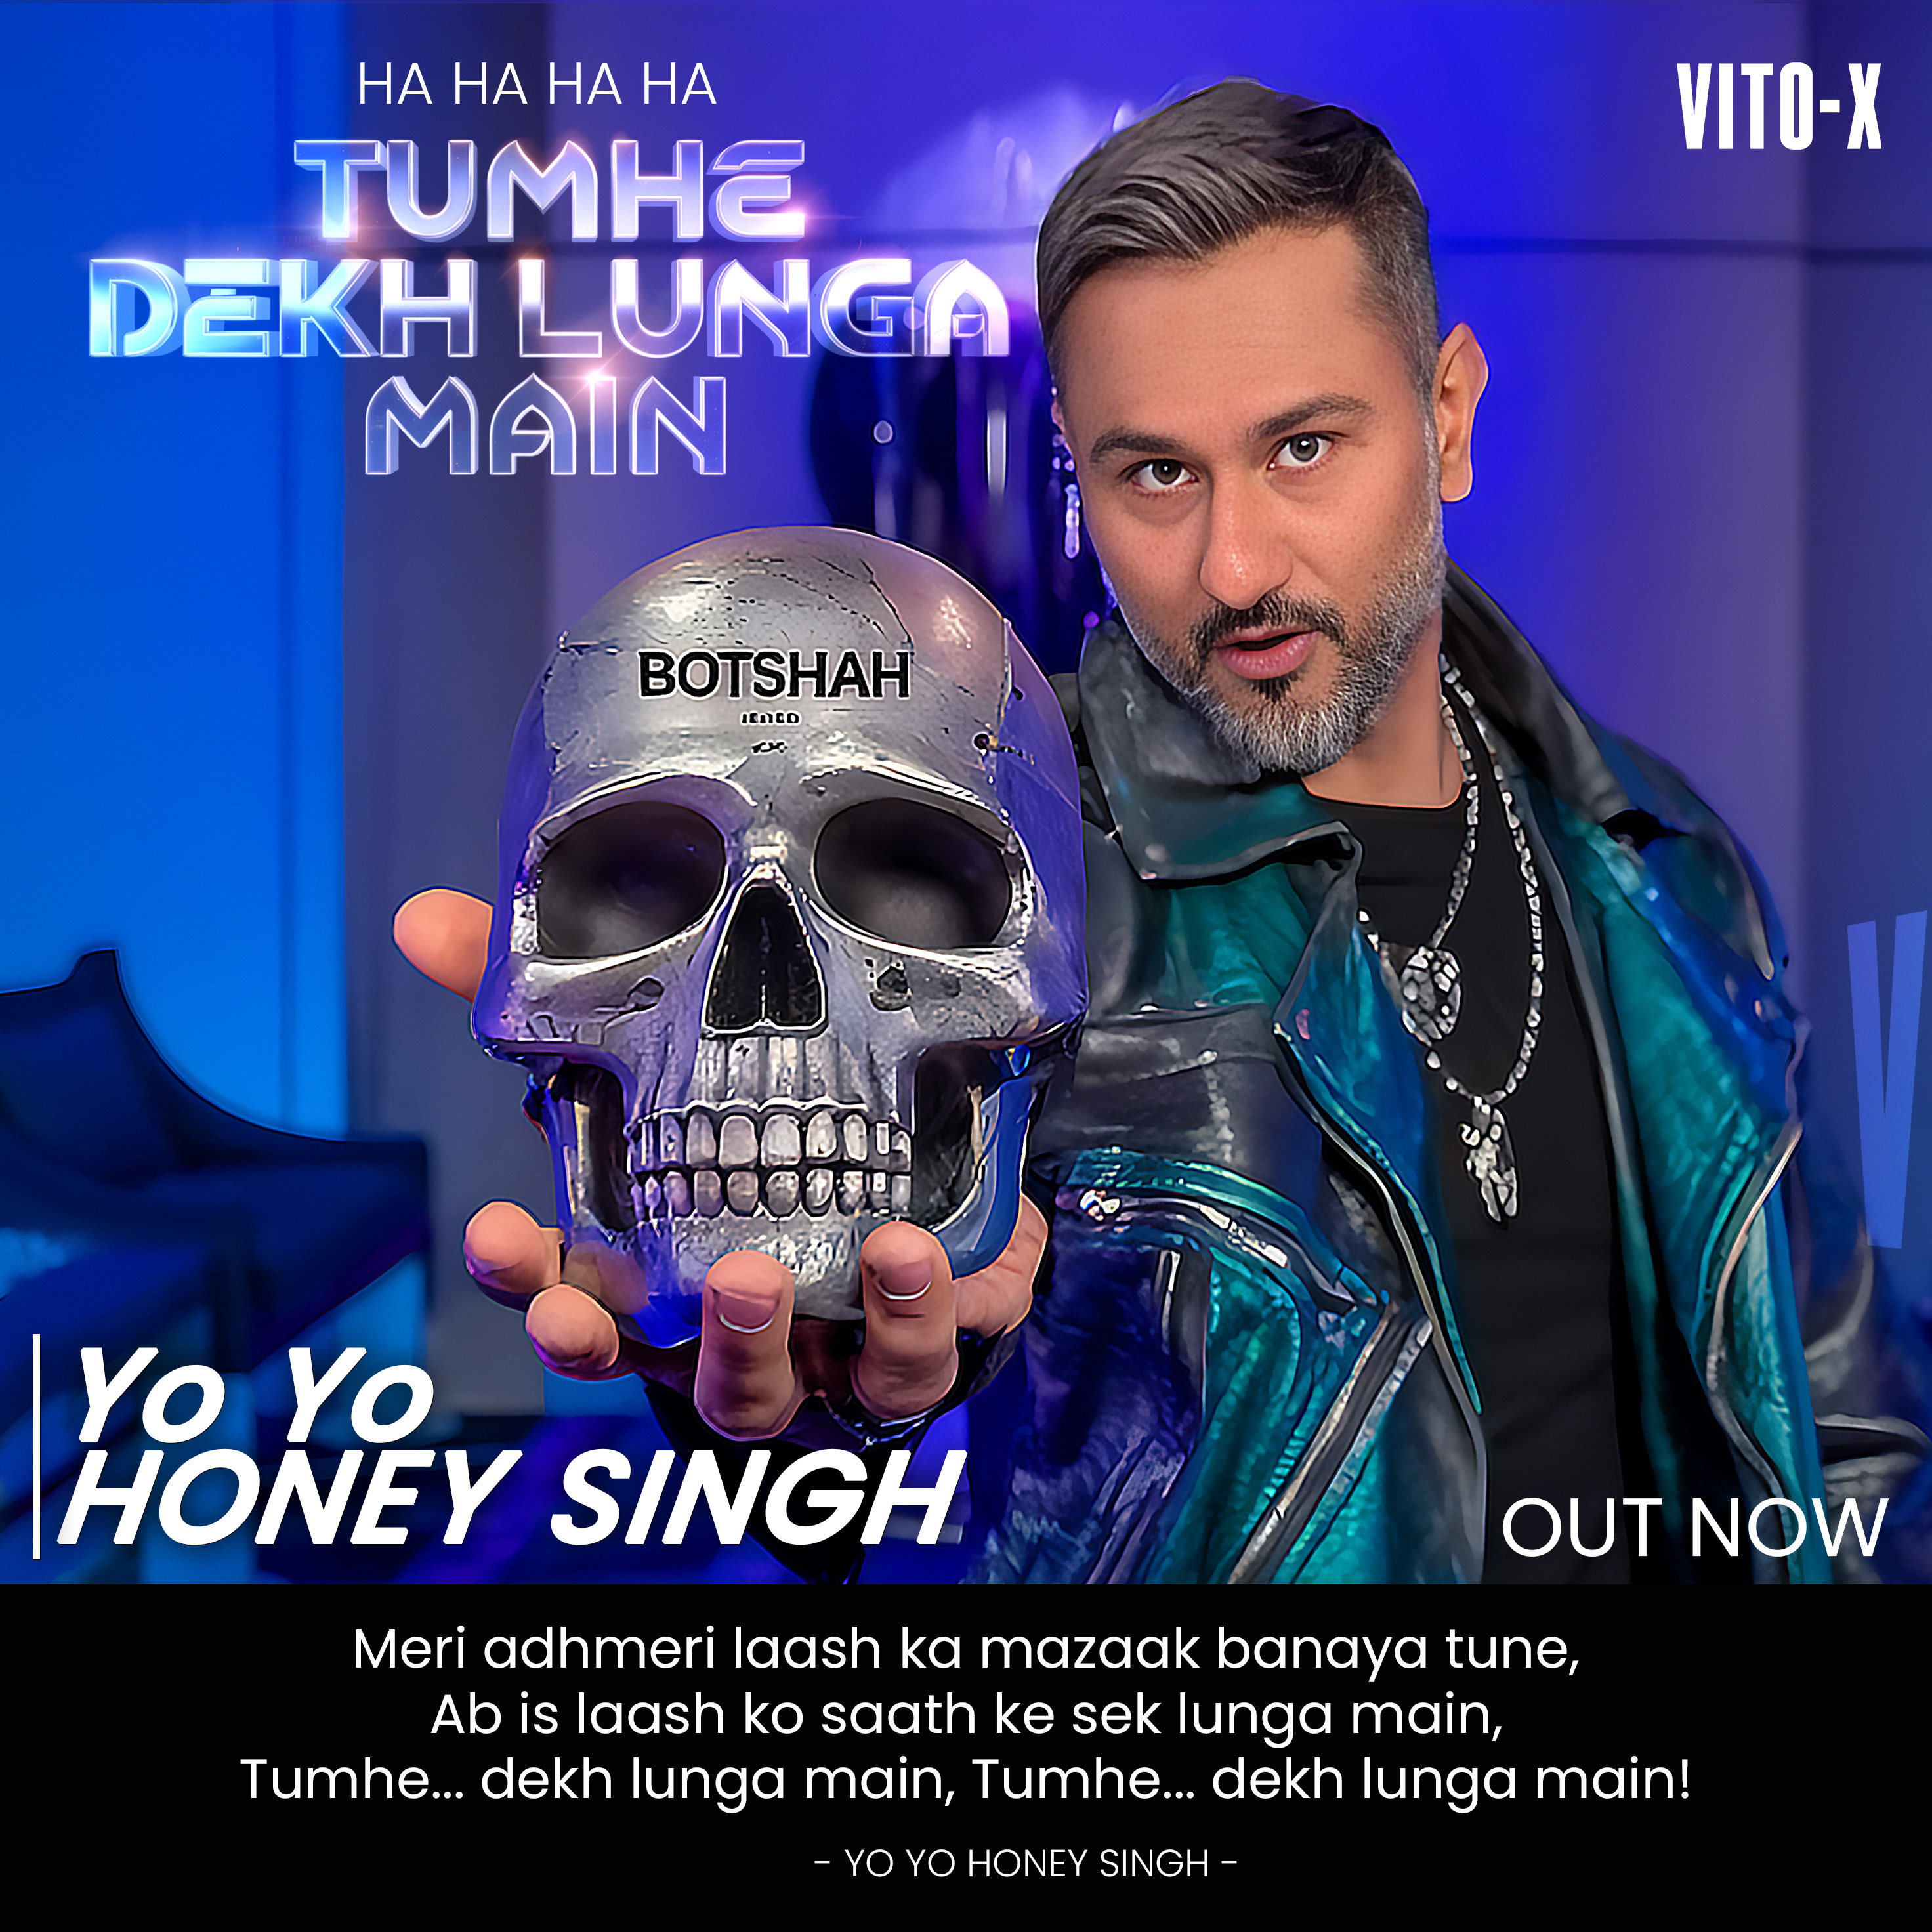 HA HA HA HA
VITO-X
TUMHE
DEKH LUNGA
MAIN
BOTSHAH
V
Yo Yo
HONEY SINGH
OUT NOW
Meri adhmeri laash ka mazaak banaya tune,
Ab is laash ko saath ke sek lunga main,
Tumhe... dekh lunga main, Tumhe... dekh lunga main!
- YO YO HONEY SINGH -